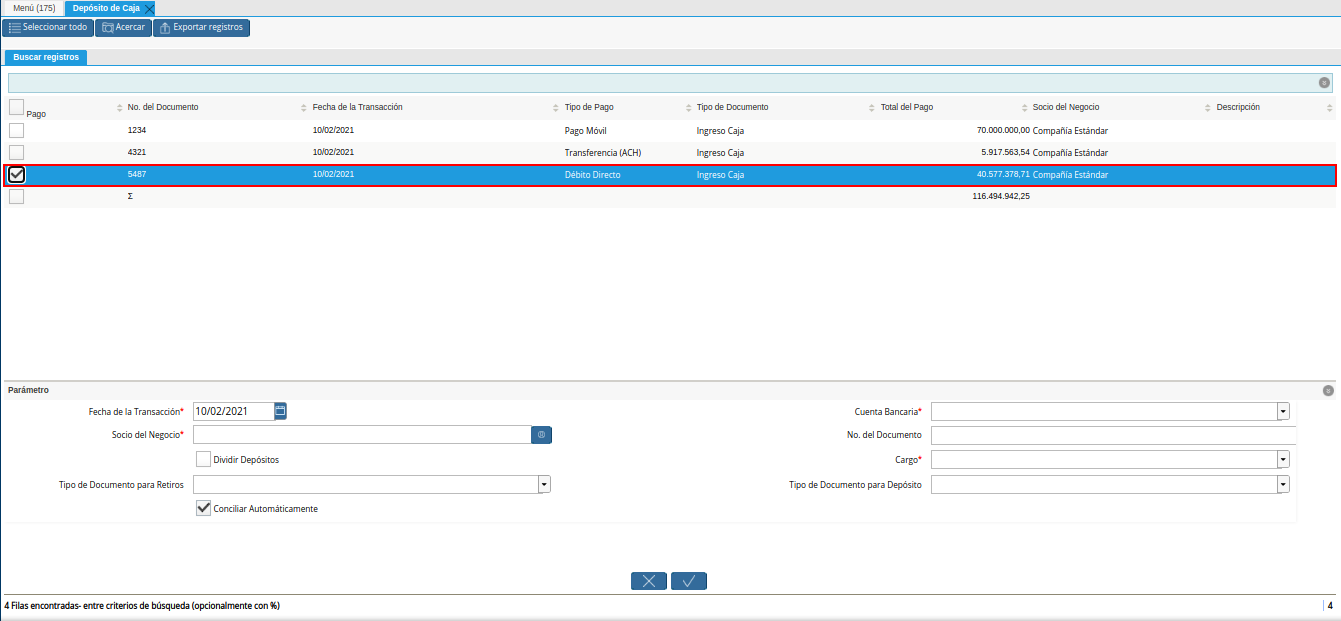 Menú (175) Depósito de Caja
Seleccionar todo Acercar Exportar registros
Buscar registros
Pago No. del Documento Fecha de la Transacción Tipo de Pago Tipo de Documento Total del Pago Socio del Negocio Descripción
1234 10/02/2021 Pago Móvil Ingreso Caja 70.000.000,00 Compañía Estándar
4321 10/02/2021 Transferencia (ACH) Ingreso Caja 5.917.563,54 Compañía Estándar
5487 10/02/2021 Débito Directo Ingreso Caja 40.577.378,71 Compañía Estándar
Σ 116.494.942,25
Parámetro
Fecha de la Transacción* 10/02/2021 Cuenta Bancaria*
Socio del Negocio* No. del Documento
Dividir Depósitos Cargo*
Tipo de Documento para Retiros Tipo de Documento para Depósito
Conciliar Automáticamente
4 Filas encontradas- entre criterios de búsqueda (opcionalmente con %) 4